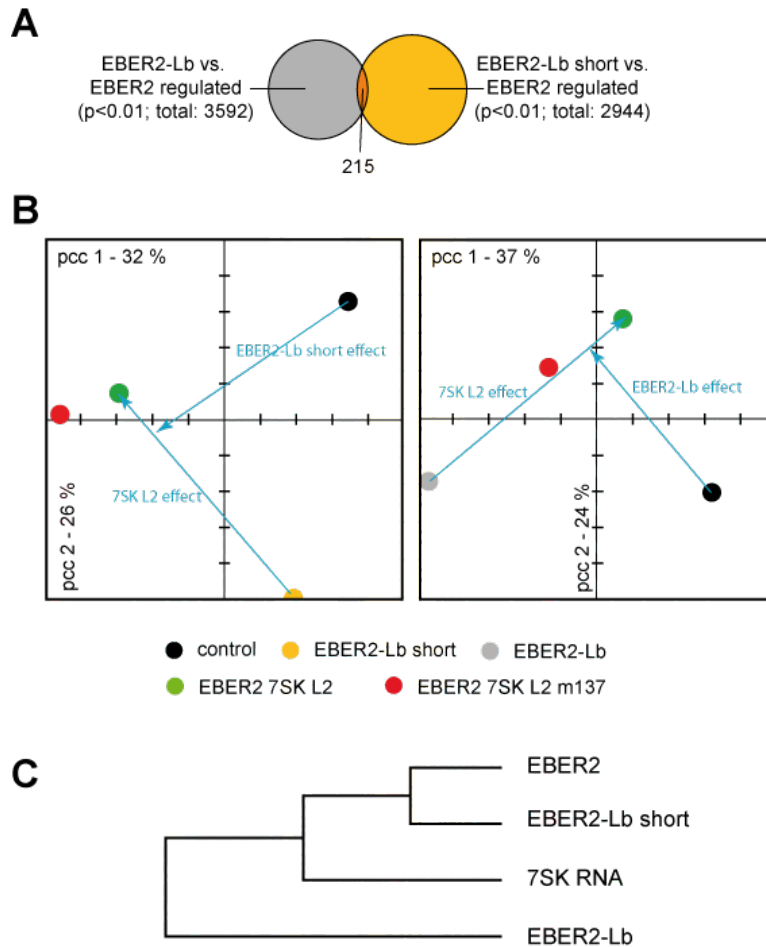 A
EBER2-Lb vs.
EBER2 regulated
(p<0.01; total: 3592)
EBER2-Lb short vs.
EBER2 regulated
(p<0.01; total: 2944)
215
B
pcc 1 - 32 %
EBER2-Lb short effect
7SK L2 effect
pcc 2 - 26 %
pcc 1 - 37 %
7SK L2 effect
EBER2-Lb effect
pcc 2 - 24 %
control
EBER2-Lb short
EBER2-Lb
EBER2 7SK L2
EBER2 7SK L2 m137
C
EBER2
EBER2-Lb short
7SK RNA
EBER2-Lb